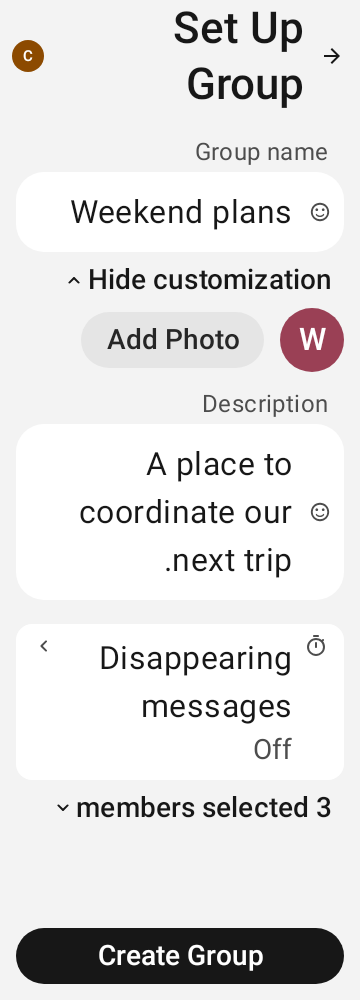 C
Set Up
Group
Group name
Weekend plans
Hide customization
Add Photo
W
Description
A place to
coordinate our
.next trip
Disappearing
messages
Off
members selected 3
Create Group